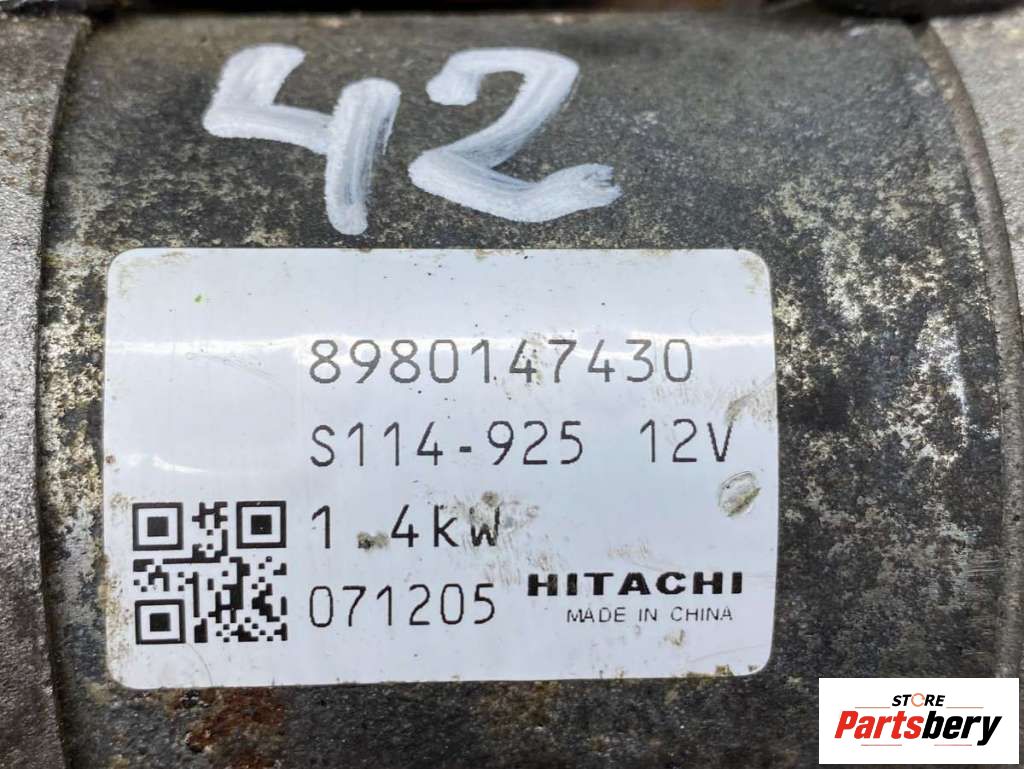 42
8980147430
S114-925 12V
1.4kW
071205 HITACHI
MADE IN CHINA
STORE
Partsbery